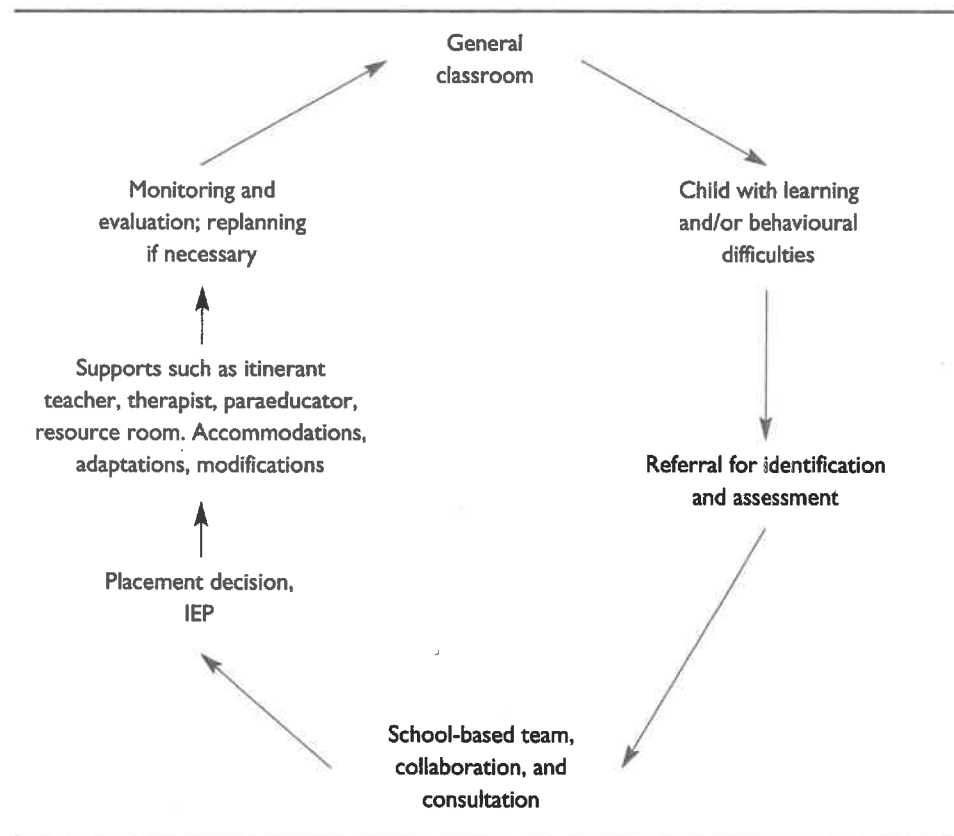 General
classroom
Child with learning
and/or behavioural
difficulties
Referral for identification
and assessment
School-based team,
collaboration, and
consultation
Placement decision,
IEP
Supports such as itinerant
teacher, therapist, paraeducator,
resource room. Accommodations,
adaptations, modifications
Monitoring and
evaluation; replanning
if necessary